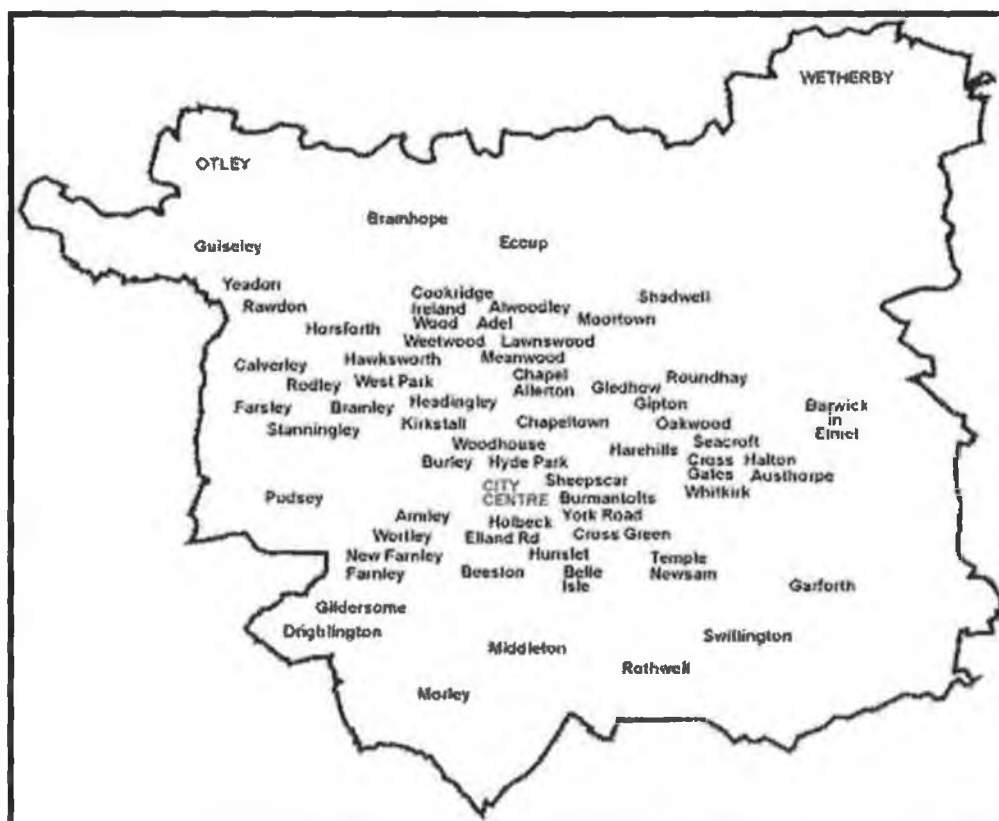 WETHERBY
OTLEY
Bramhope
Guiseley
Eccup
Yeadon
Rawdon
Horsforth
Cookridge
Ireland
Wood
Alwoodley
Adel
Moortown
Shadwell
Weetwood
Lawnswood
Calverley
Hawksworth
Meanwood
Rodley
West Park
Chapel
Allerton
Gledhow
Roundhay
Farsley
Bramley
Headingley
Gipton
Barwick
in
Elmet
Stanningley
Kirkstall
Chapeltown
Oakwood
Woodhouse
Harehills
Seacroft
Burley
Hyde Park
Cross
Gates
Halton
Austhorpe
CITY
CENTRE
Sheepscar
Whitkirk
Pudsey
Burmantofts
Armley
Holbeck
York Road
Wortley
Elland Rd
Cross Green
New Farnley
Hunslet
Temple
Newsam
Farnley
Beeston
Belle
Isle
Garforth
Gildersome
Drighlington
Middleton
Swillington
Rothwell
Morley